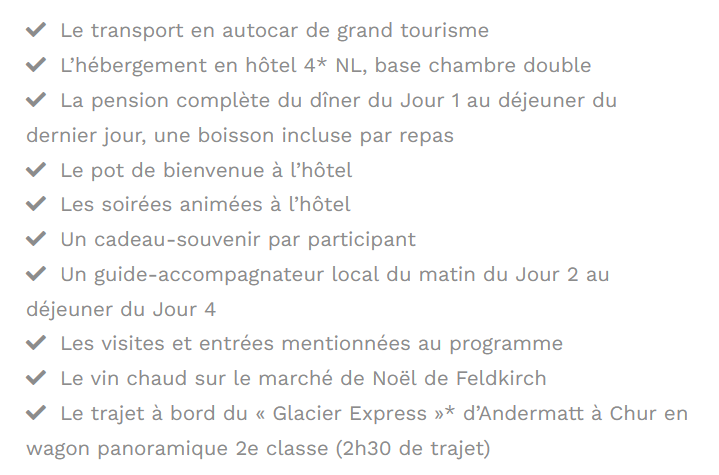 ✔ Le transport en autocar de grand tourisme
✔ L’hébergement en hôtel 4* NL, base chambre double
✔ La pension complète du dîner du Jour 1 au déjeuner du
dernier jour, une boisson incluse par repas
✔ Le pot de bienvenue à l’hôtel
✔ Les soirées animées à l’hôtel
✔ Un cadeau-souvenir par participant
✔ Un guide-accompagnateur local du matin du Jour 2 au
déjeuner du Jour 4
✔ Les visites et entrées mentionnées au programme
✔ Le vin chaud sur le marché de Noël de Feldkirch
✔ Le trajet à bord du « Glacier Express »* d’Andermatt à Chur en
wagon panoramique 2e classe (2h30 de trajet)